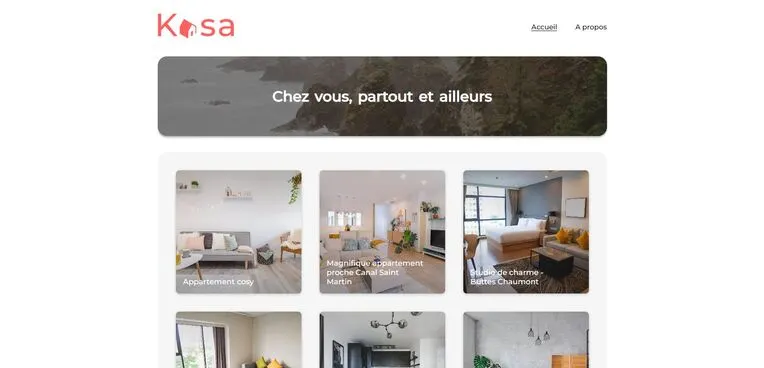 Kasa
Accueil
A propos
Chez vous, partout et ailleurs
Appartement cosy
Magnifique appartement
proche Canal Saint
Martin
Studio de charme -
Buttes Chaumont